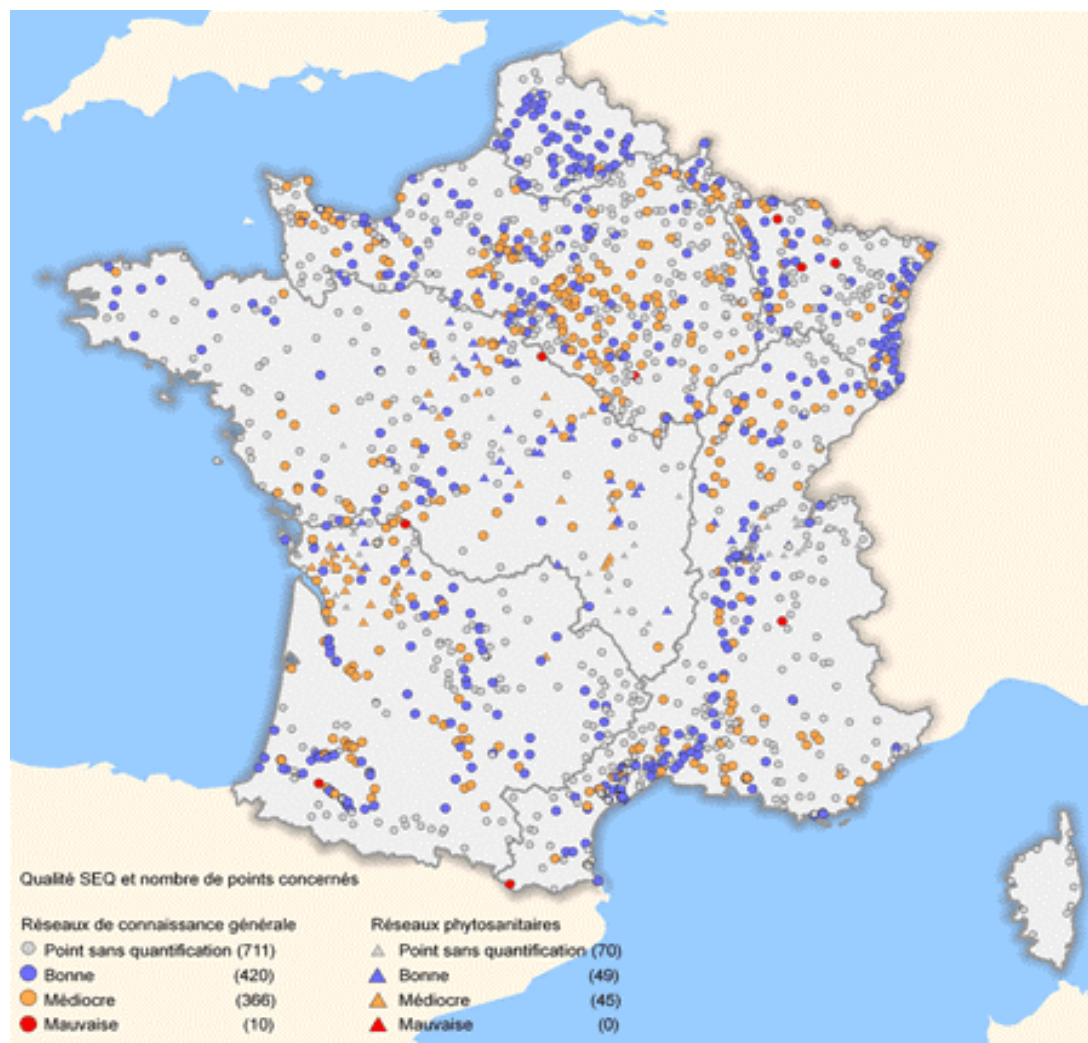 Qualité SEQ et nombre de points concernés
Réseaux de connaissance générale
Point sans quantification (711)
Bonne (420)
Médiocre (366)
Mauvaise (10)
Réseaux phytosanitaires
Point sans quantification (70)
Bonne (49)
Médiocre (45)
Mauvaise (0)